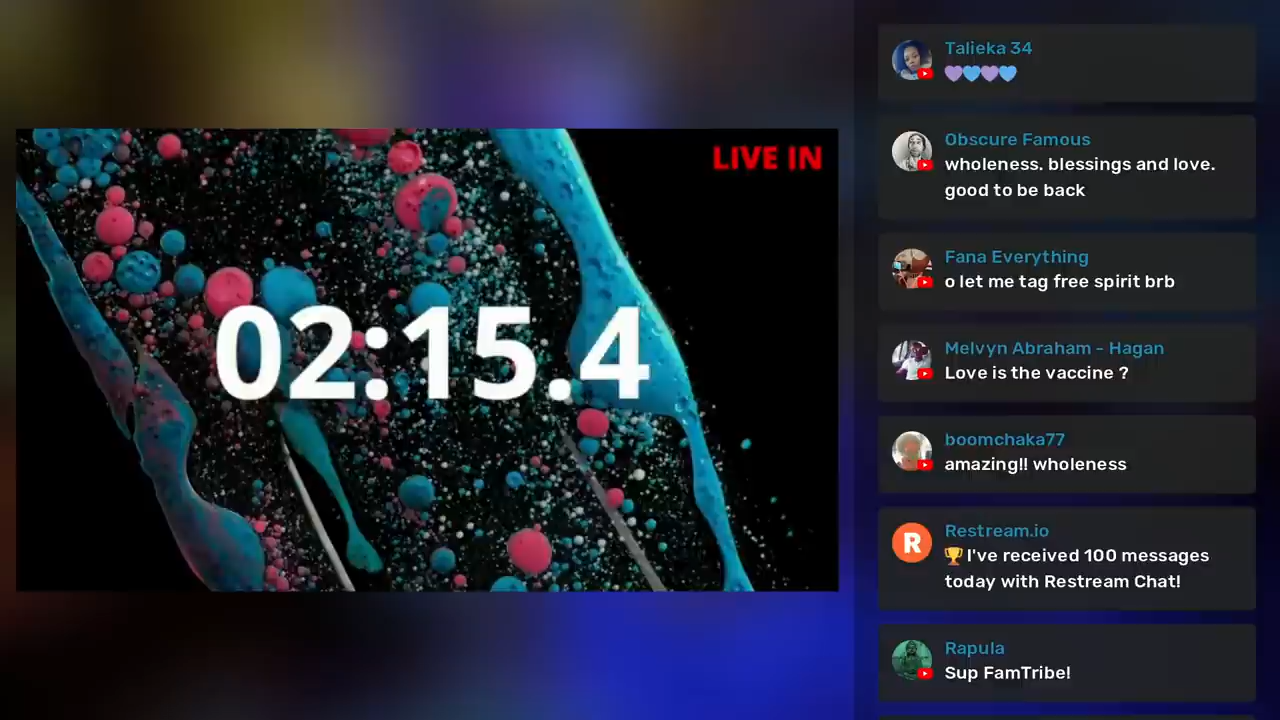 LIVE IN
02:15.4
Talieka 34
💜💙💜💙
Obscure Famous
wholeness. blessings and love.
good to be back
Fana Everything
o let me tag free spirit brb
Melvyn Abraham - Hagan
Love is the vaccine ?
boomchaka77
amazing!! wholeness
R
Restream.io
🏆 I've received 100 messages
today with Restream Chat!
Rapula
Sup FamTribe!